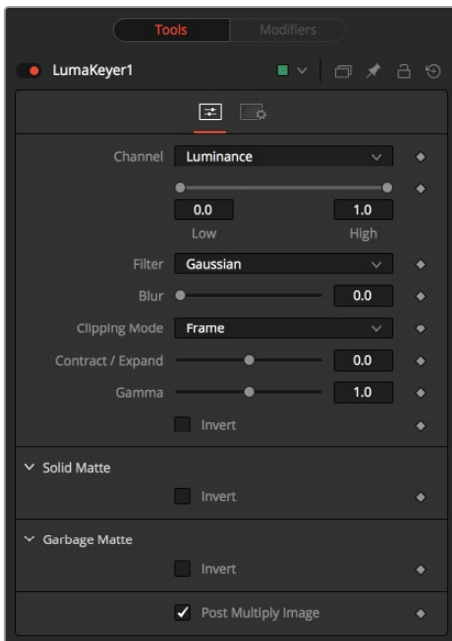 Tools Modifiers
LumaKeyer1
Channel Luminance
0.0 1.0
Low High
Filter Gaussian
Blur 0.0
Clipping Mode Frame
Contract / Expand 0.0
Gamma 1.0
Invert
Solid Matte
Invert
Garbage Matte
Invert
Post Multiply Image